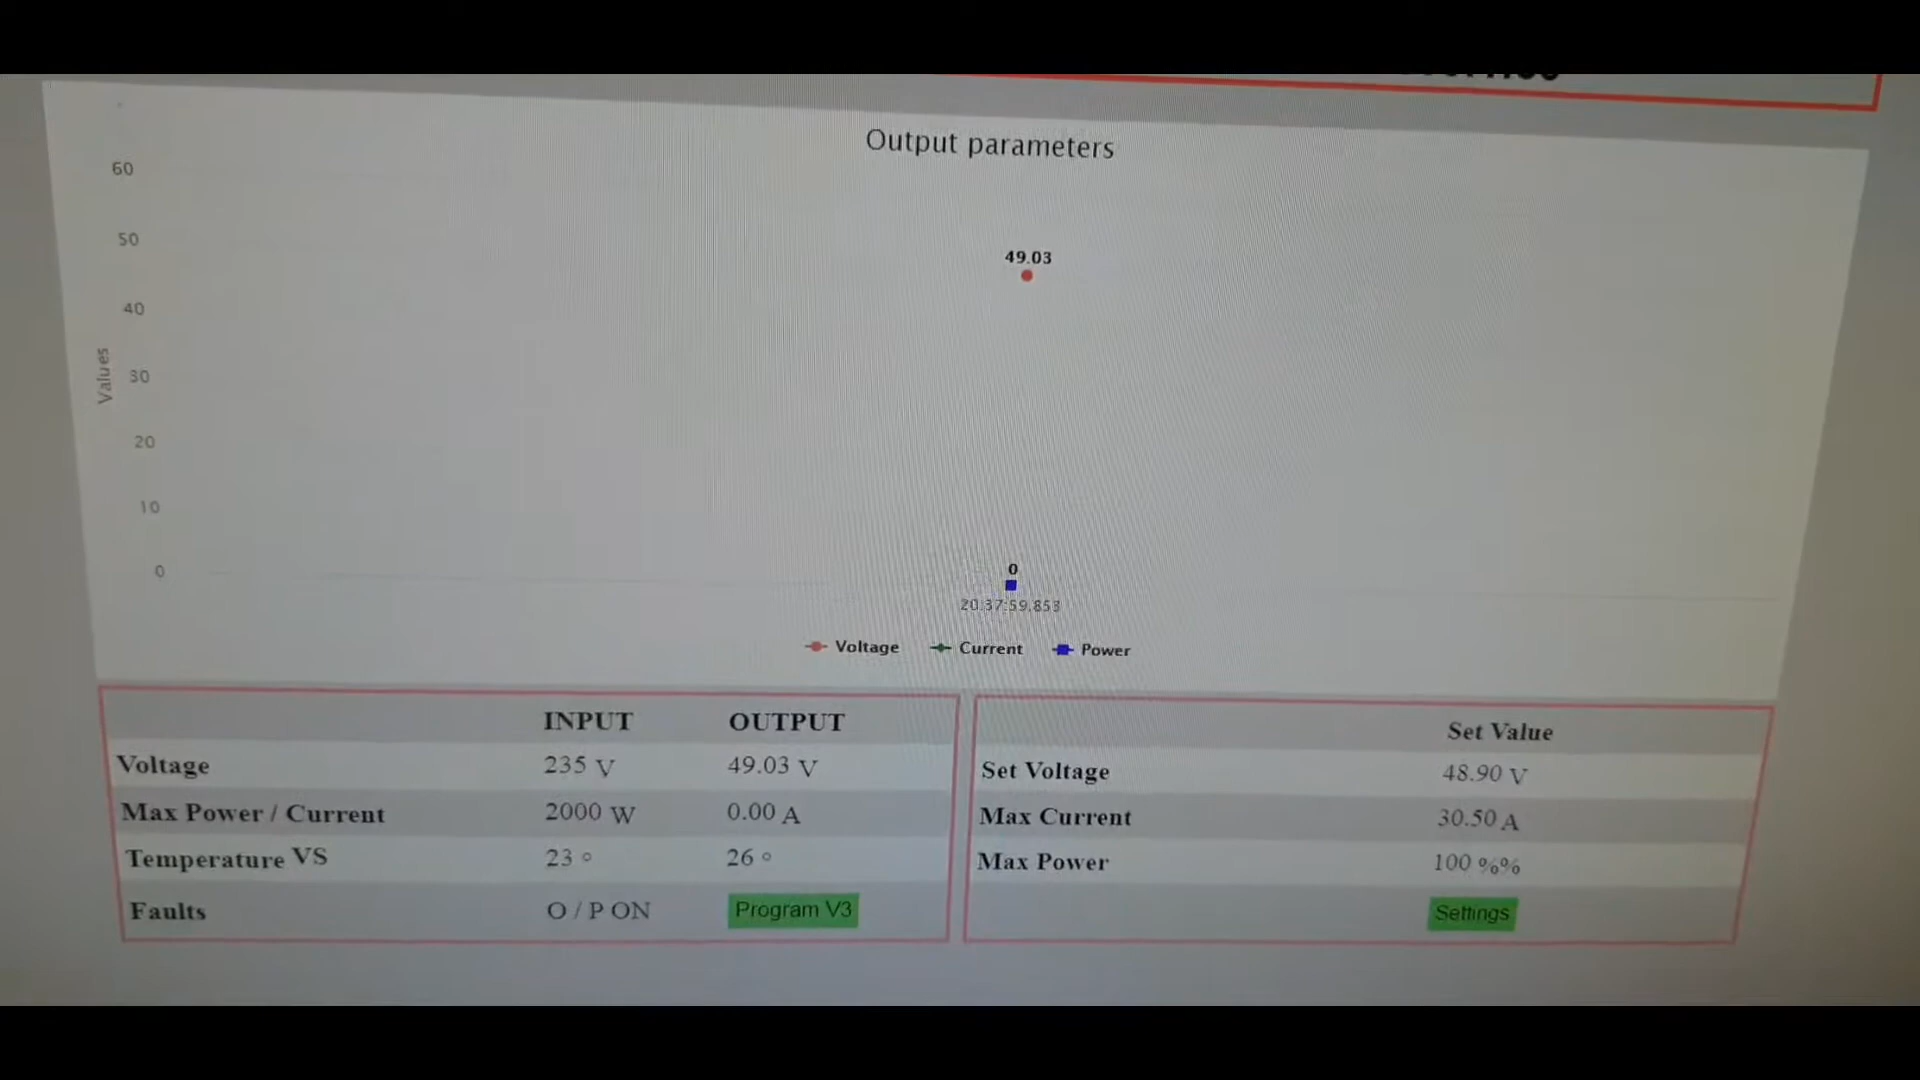 Output parameters
60
50
40
30
20
10
0
Values
49.03
0
20:37:59.853
Voltage Current Power
INPUT OUTPUT
Voltage 235 V 49.03 V
Max Power / Current 2000 W 0.00 A
Temperature VS 23 ° 26 °
Faults O / P ON Program V3
Set Value
Set Voltage 48.90 V
Max Current 30.50 A
Max Power 100 %%
Settings